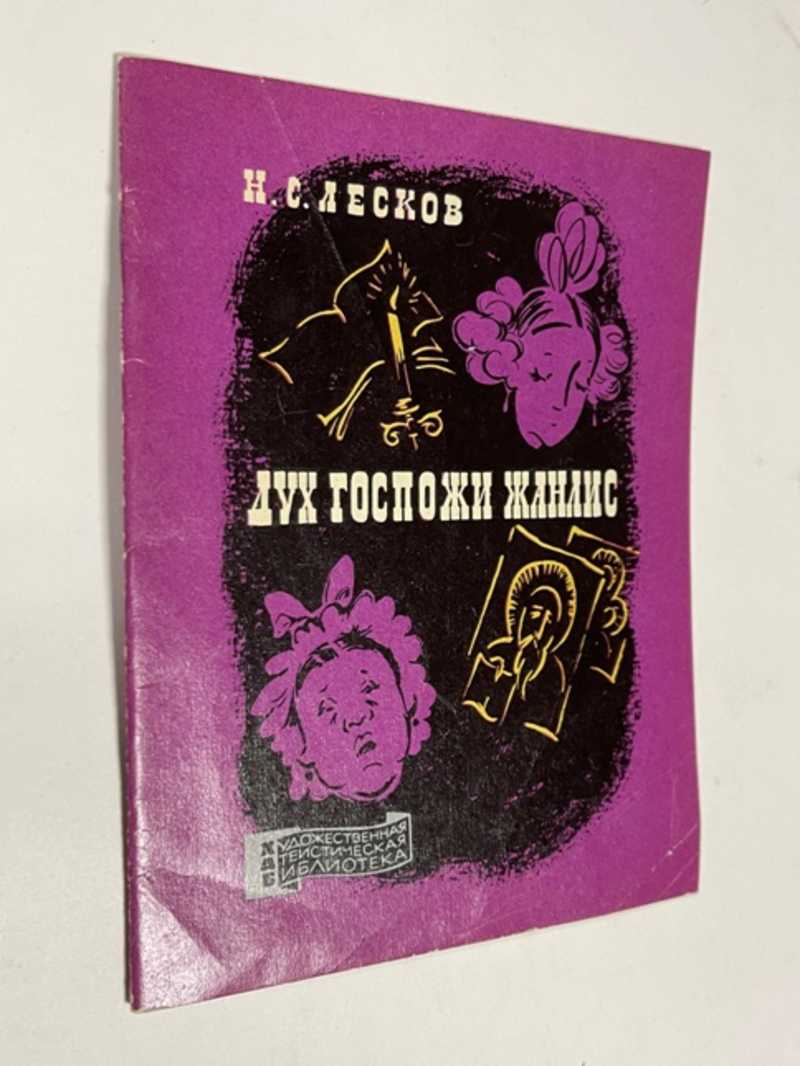 Н. С. ЛЕСКОВ
ДУХ ГОСПОЖИ ЖАНЛИС
ХУДОЖЕСТВЕННАЯ
АТЕИСТИЧЕСКАЯ
БИБЛИОТЕКА